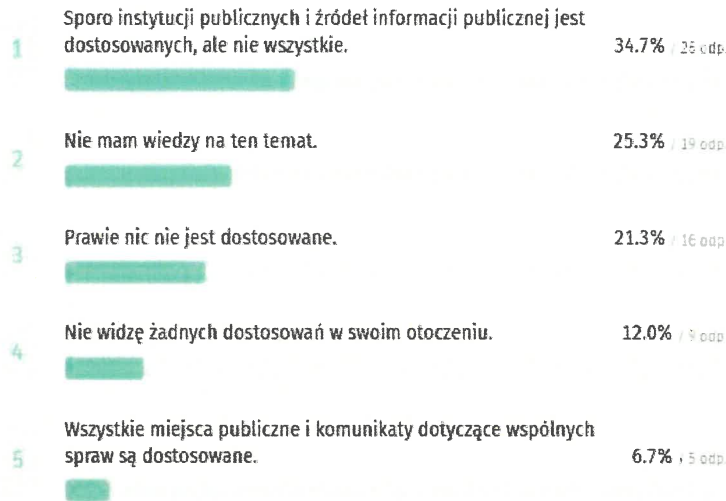 1
Sporo instytucji publicznych i źródeł informacji publicznej jest
dostosowanych, ale nie wszystkie.
34.7% / 26 odp.
2
Nie mam wiedzy na ten temat.
25.3% / 19 odp.
3
Prawie nic nie jest dostosowane.
21.3% / 16 odp.
4
Nie widzę żadnych dostosowań w swoim otoczeniu.
12.0% / 9 odp.
5
Wszystkie miejsca publiczne i komunikaty dotyczące wspólnych
spraw są dostosowane.
6.7% / 5 odp.